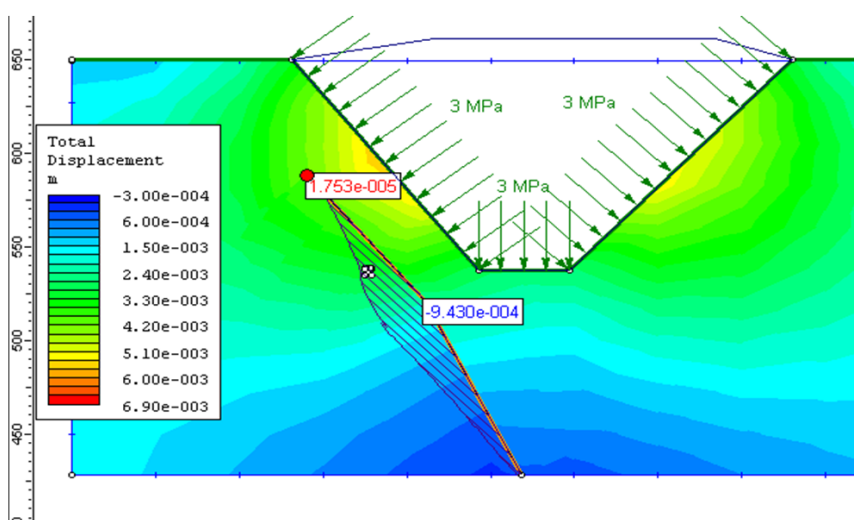 650
600
550
500
450
Total
Displacement
m
-3.00e-004
6.00e-004
1.50e-003
2.40e-003
3.30e-003
4.20e-003
5.10e-003
6.00e-003
6.90e-003
3 MPa
3 MPa
3 MPa
1.753e-005
-9.430e-004